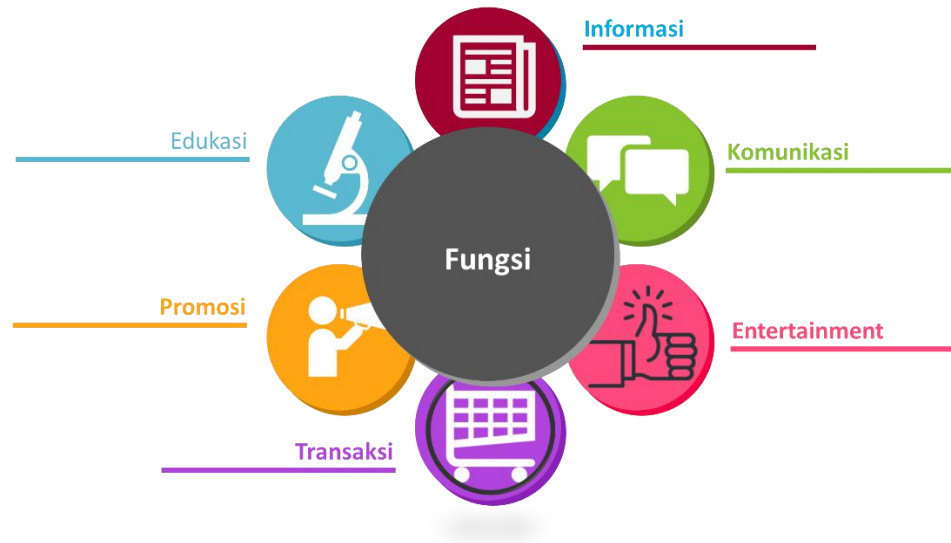 Informasi
Edukasi
Komunikasi
Fungsi
Promosi
Entertainment
Transaksi